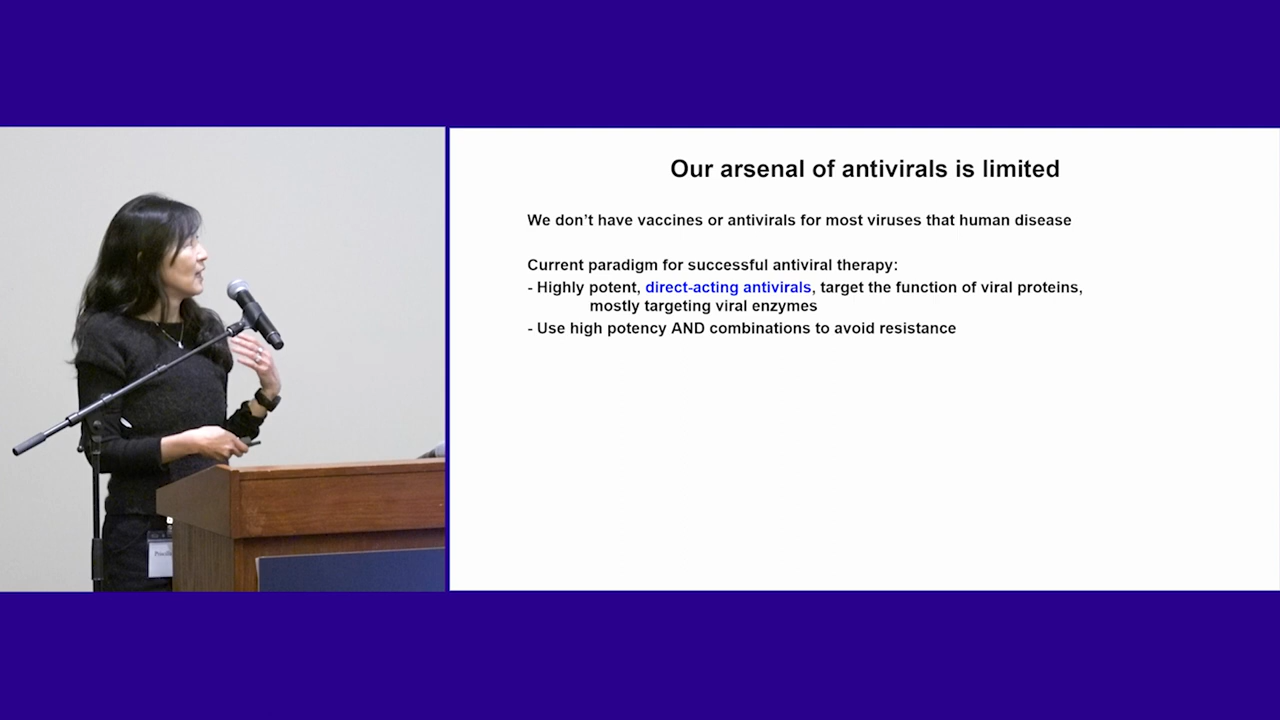 Our arsenal of antivirals is limited
We don't have vaccines or antivirals for most viruses that human disease
Current paradigm for successful antiviral therapy:
- Highly potent, direct-acting antivirals, target the function of viral proteins,
mostly targeting viral enzymes
- Use high potency AND combinations to avoid resistance